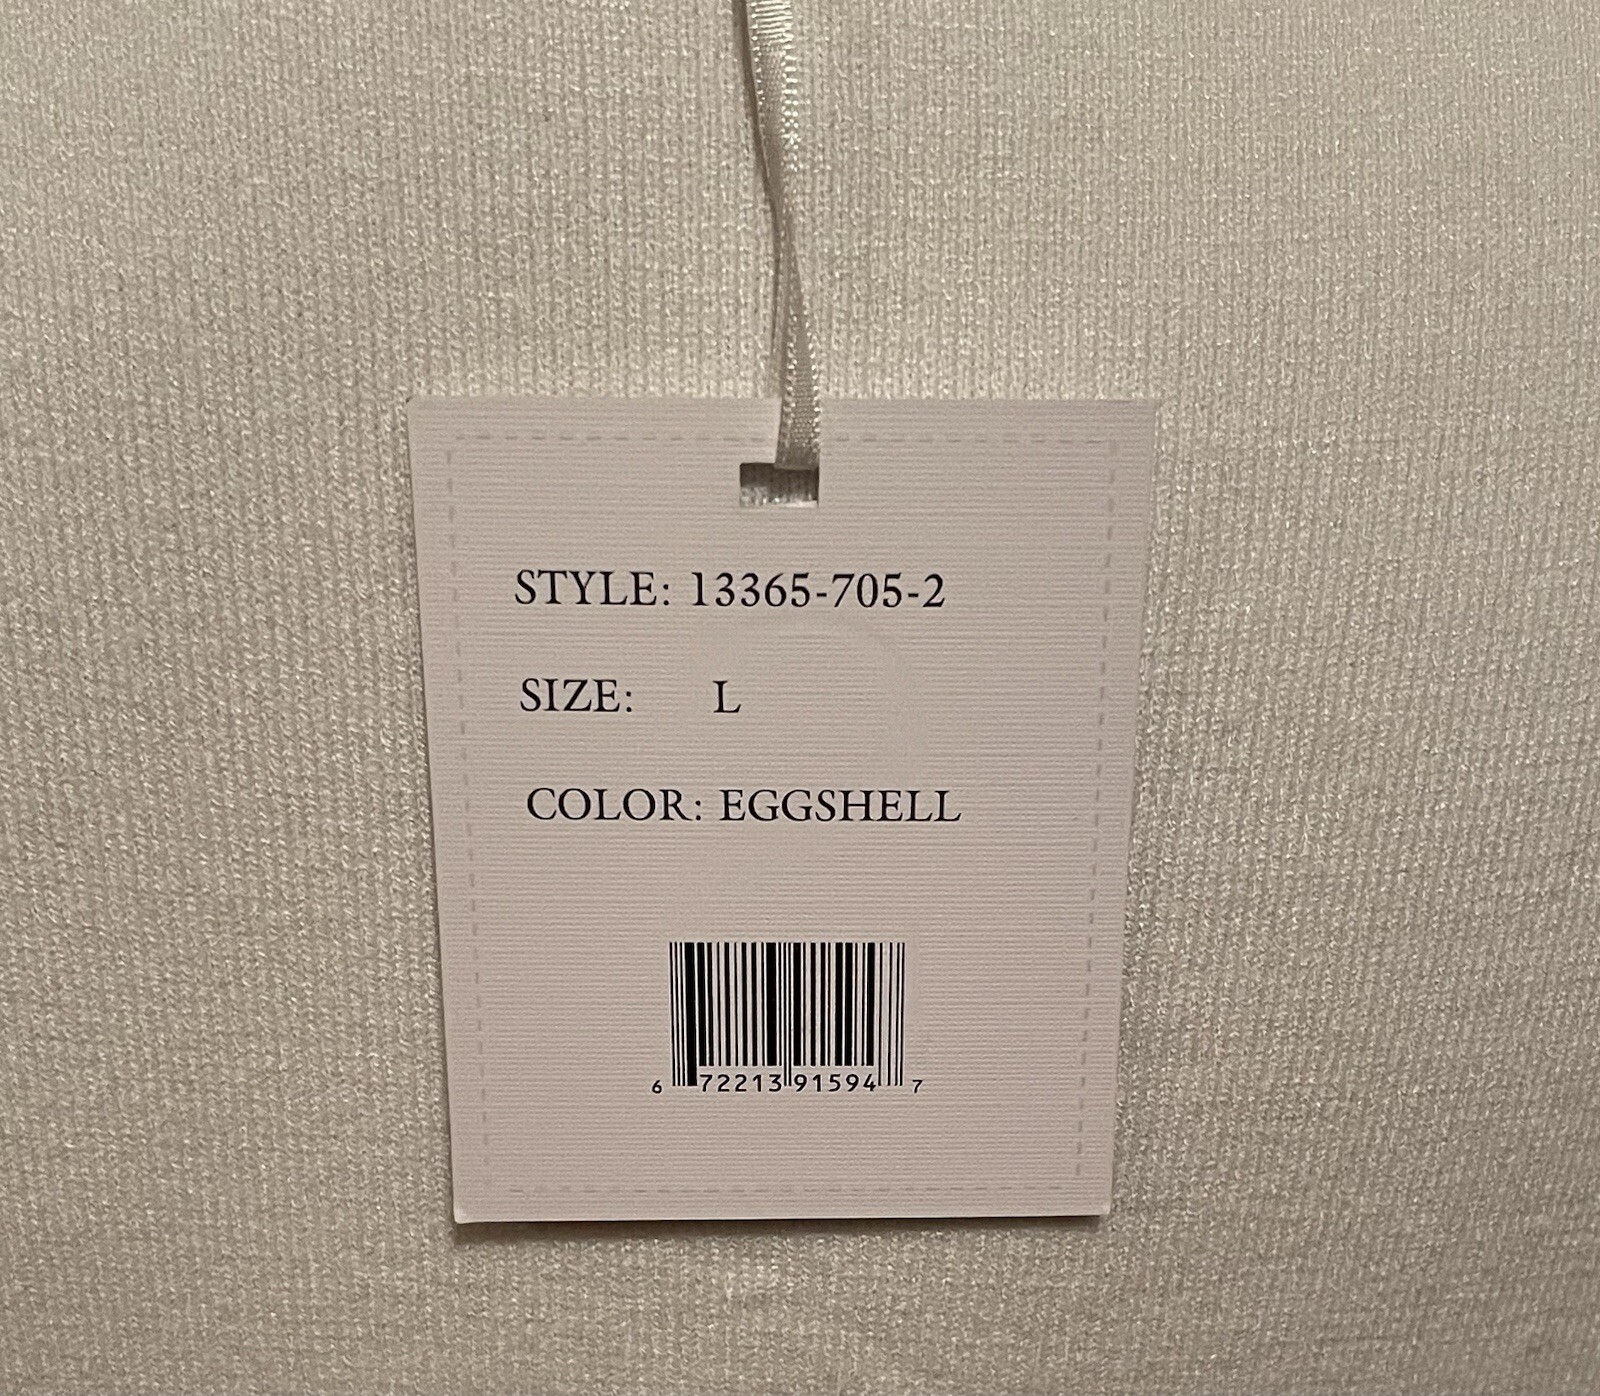 STYLE: 13365-705-2
SIZE: L
COLOR: EGGSHELL
6 72213 91594 7